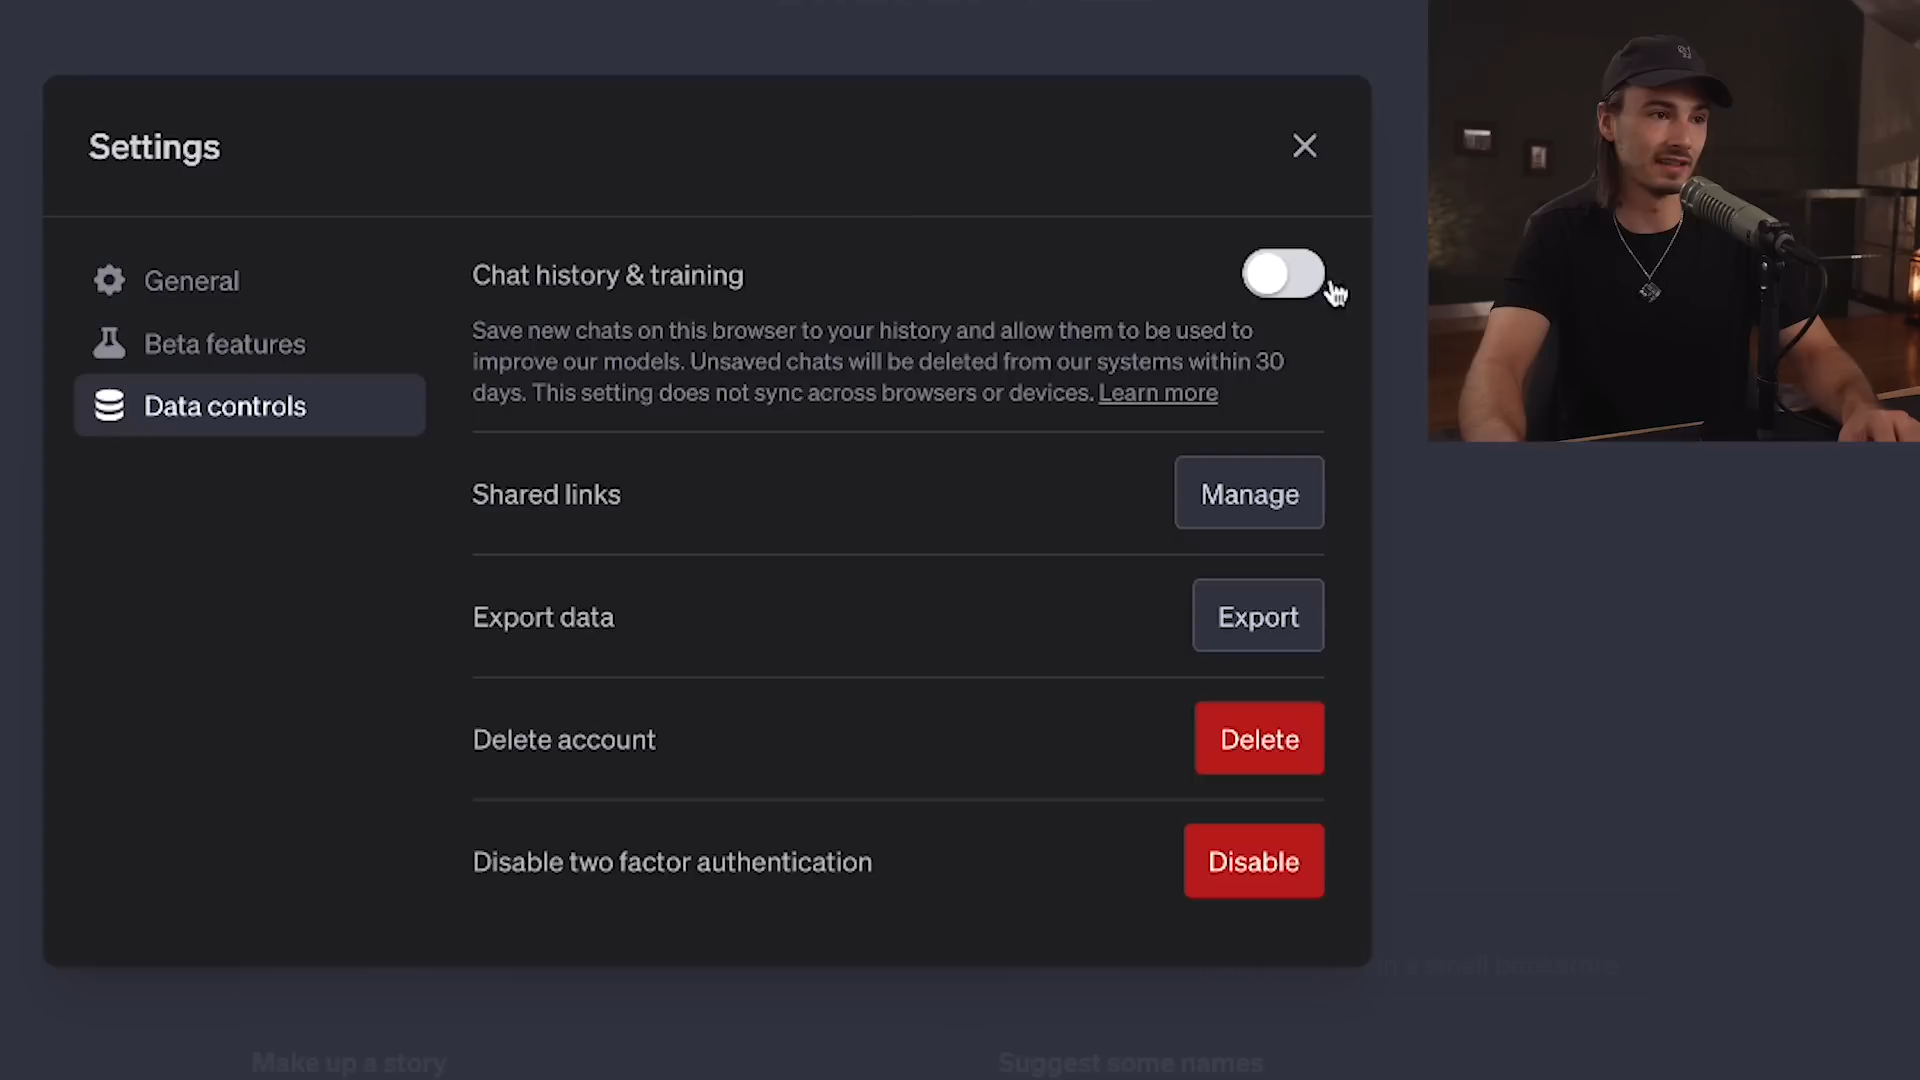 Settings
General
Beta features
Data controls
Chat history & training
Save new chats on this browser to your history and allow them to be used to
improve our models. Unsaved chats will be deleted from our systems within 30
days. This setting does not sync across browsers or devices. Learn more
Shared links
Manage
Export data
Export
Delete account
Delete
Disable two factor authentication
Disable
in a small bookstore
Make up a story
Suggest some names